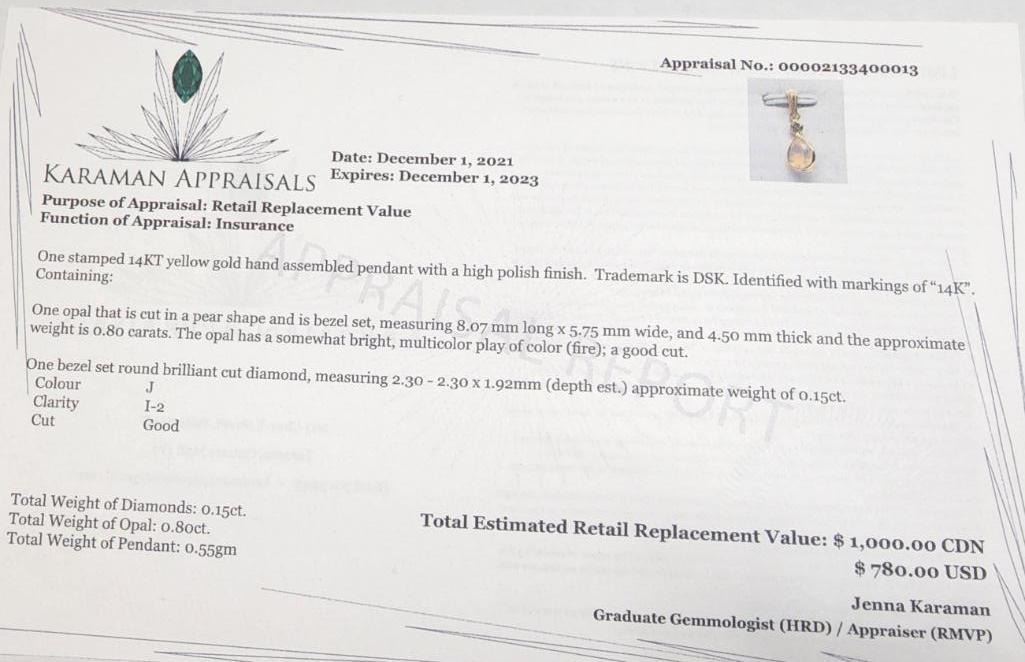 Appraisal No.: 00002133400013
KARAMAN APPRAISALS
Date: December 1, 2021
Expires: December 1, 2023
Purpose of Appraisal: Retail Replacement Value
Function of Appraisal: Insurance
APPRAISAL REPORT
One stamped 14KT yellow gold hand assembled pendant with a high polish finish. Trademark is DSK. Identified with markings of “14K”.
Containing:
One opal that is cut in a pear shape and is bezel set, measuring 8.07 mm long x 5.75 mm wide, and 4.50 mm thick and the approximate
weight is 0.80 carats. The opal has a somewhat bright, multicolor play of color (fire); a good cut.
One bezel set round brilliant cut diamond, measuring 2.30 - 2.30 x 1.92mm (depth est.) approximate weight of 0.15ct.
Colour J
Clarity I-2
Cut Good
Total Weight of Diamonds: 0.15ct.
Total Weight of Opal: 0.80ct.
Total Weight of Pendant: 0.55gm
Total Estimated Retail Replacement Value: $ 1,000.00 CDN
$ 780.00 USD
Jenna Karaman
Graduate Gemmologist (HRD) / Appraiser (RMVP)